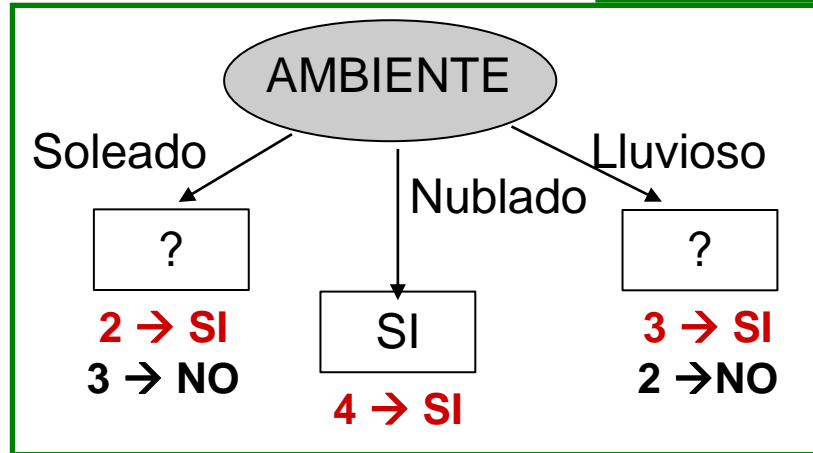 AMBIENTE
Soleado
Nublado
Lluvioso
?
2 → SI
3 → NO
SI
4 → SI
?
3 → SI
2 →NO